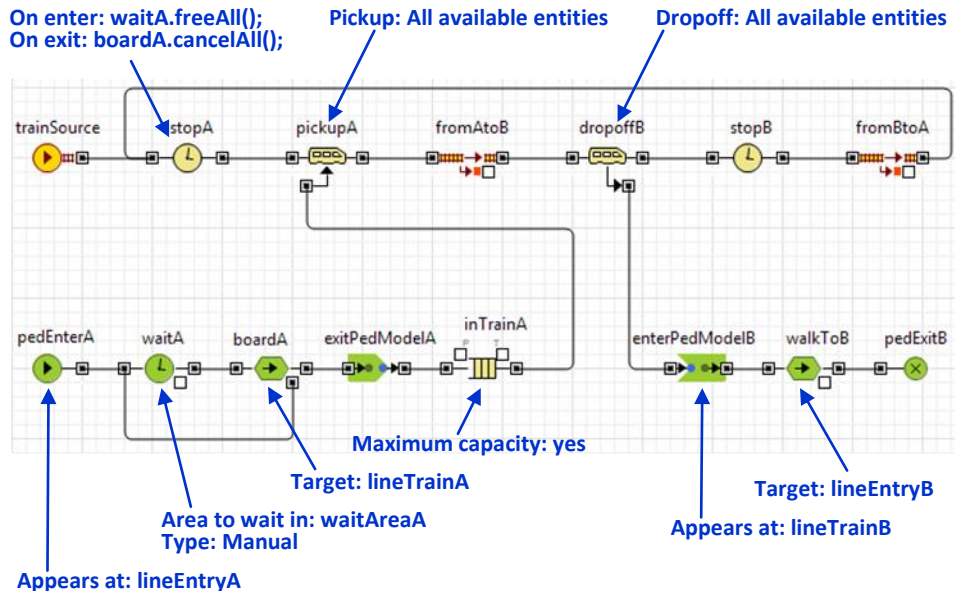 On enter: waitA.freeAll();
On exit: boardA.cancelAll();
Pickup: All available entities
Dropoff: All available entities
trainSource
stopA
pickupA
fromAtoB
dropoffB
stopB
fromBtoA
pedEnterA
waitA
boardA
exitPedModelA
inTrainA
P T
enterPedModelB
walkToB
pedExitB
Maximum capacity: yes
Target: lineTrainA
Target: lineEntryB
Area to wait in: waitAreaA
Type: Manual
Appears at: lineTrainB
Appears at: lineEntryA